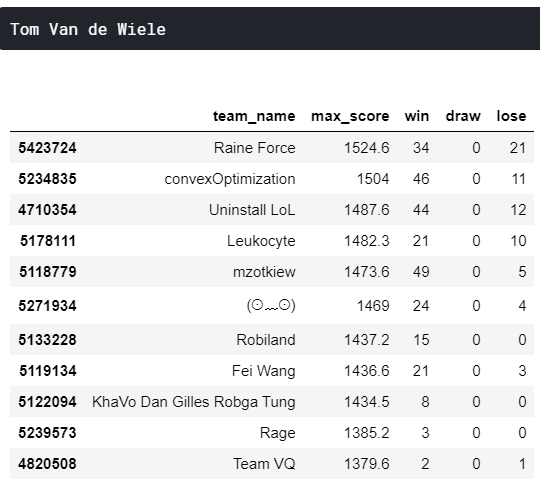 Tom Van de Wiele
team_name max_score win draw lose
5423724 Raine Force 1524.6 34 0 21
5234835 convexOptimization 1504 46 0 11
4710354 Uninstall LoL 1487.6 44 0 12
5178111 Leukocyte 1482.3 21 0 10
5118779 mzotkiew 1473.6 49 0 5
5271934 (⊙﹏⊙) 1469 24 0 4
5133228 Robiland 1437.2 15 0 0
5119134 Fei Wang 1436.6 21 0 3
5122094 KhaVo Dan Gilles Robga Tung 1434.5 8 0 0
5239573 Rage 1385.2 3 0 0
4820508 Team VQ 1379.6 2 0 1